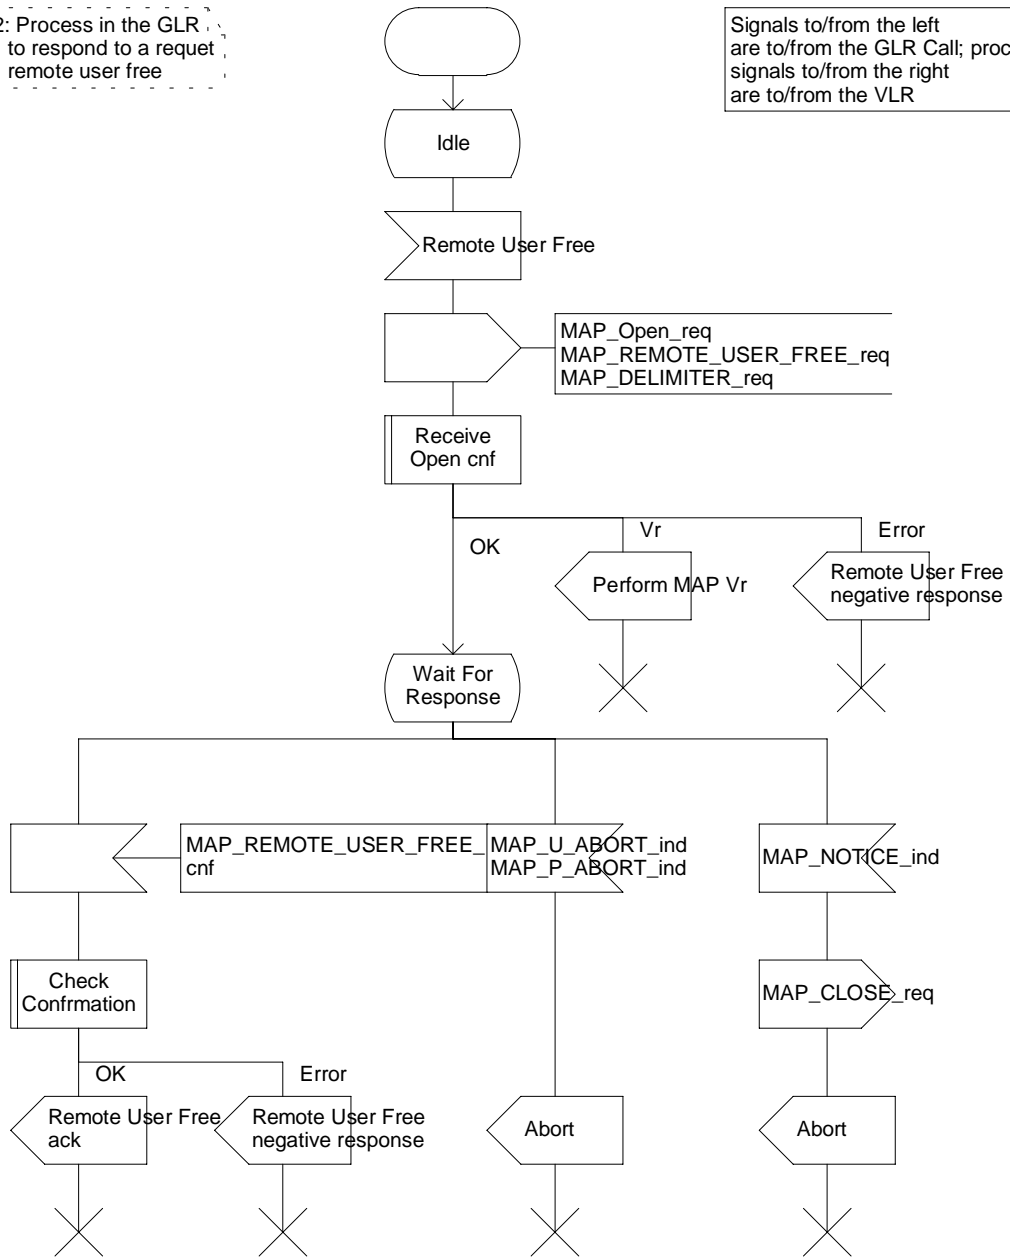 2: Process in the GLR
to respond to a requet
remote user free
Signals to/from the left
are to/from the GLR Call; proc
signals to/from the right
are to/from the VLR
Idle
Remote User Free
MAP_Open_req
MAP_REMOTE_USER_FREE_req
MAP_DELIMITER_req
Receive
Open cnf
OK
Vr
Error
Perform MAP Vr
Remote User Free
negative response
Wait For
Response
MAP_REMOTE_USER_FREE_
cnf
MAP_U_ABORT_ind
MAP_P_ABORT_ind
MAP_NOTICE_ind
Check
Confrmation
MAP_CLOSE_req
OK
Error
Remote User Free
ack
Remote User Free
negative response
Abort
Abort